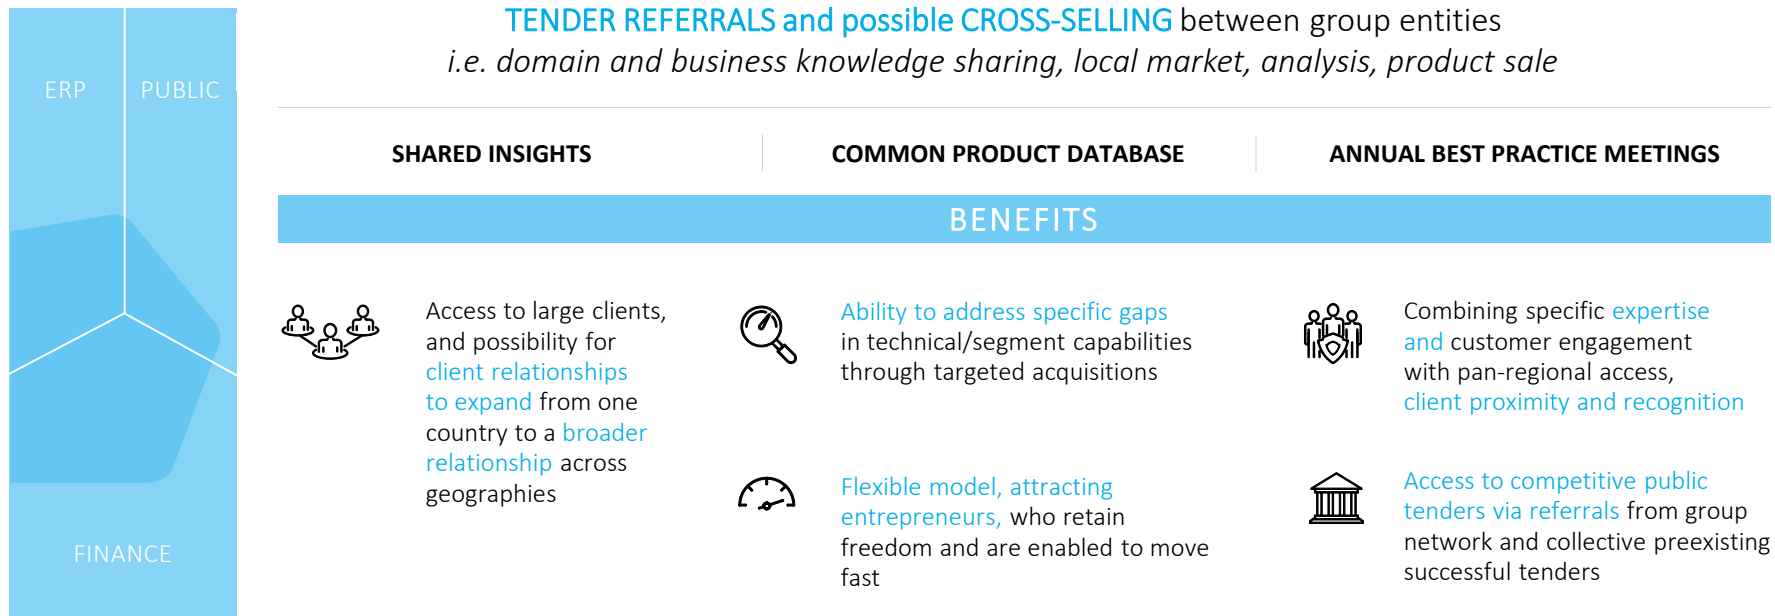 TENDER REFERRALS and possible CROSS-SELLING between group entities
i.e. domain and business knowledge sharing, local market, analysis, product sale
ERP
PUBLIC
FINANCE
SHARED INSIGHTS
COMMON PRODUCT DATABASE
ANNUAL BEST PRACTICE MEETINGS
BENEFITS
Access to large clients,
and possibility for
client relationships
to expand from one
country to a broader
relationship across
geographies
Ability to address specific gaps
in technical/segment capabilities
through targeted acquisitions
Flexible model, attracting
entrepreneurs, who retain
freedom and are enabled to move
fast
Combining specific expertise
and customer engagement
with pan-regional access,
client proximity and recognition
Access to competitive public
tenders via referrals from group
network and collective preexisting
successful tenders